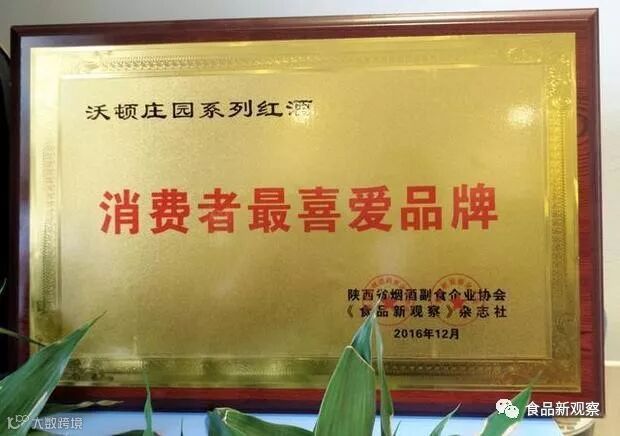 沃顿庄园系列红酒
消费者最喜爱品牌
陕西省烟酒副食企业协会
《食品新观察》杂志社
2016年12月
食品新观察
大数跨境